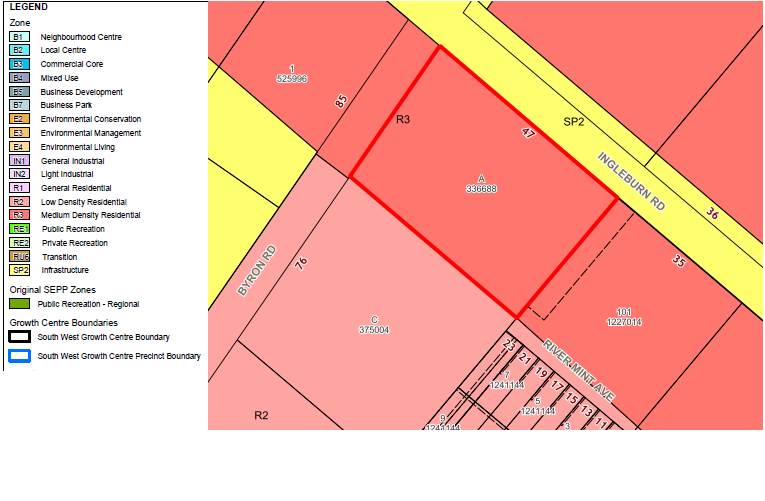 LEGEND
Zone
B1 Neighbourhood Centre
B2 Local Centre
B3 Commercial Core
B4 Mixed Use
B5 Business Development
B7 Business Park
E2 Environmental Conservation
E3 Environmental Management
E4 Environmental Living
IN1 General Industrial
IN2 Light Industrial
R1 General Residential
R2 Low Density Residential
R3 Medium Density Residential
RE1 Public Recreation
RE2 Private Recreation
RU6 Transition
SP2 Infrastructure
Original SEPP Zones
Public Recreation - Regional
Growth Centre Boundaries
South West Growth Centre Boundary
South West Growth Centre Precinct Boundary
1
525996
85
R3
47
SP2
A
336688
INGLEBURN RD
36
35
BYRON RD
76
C
375004
101
1227014
RIVER MINT AVE
23
21
19
17
15
13
11
7
1241144
5
1241144
3
9
1241144
R2